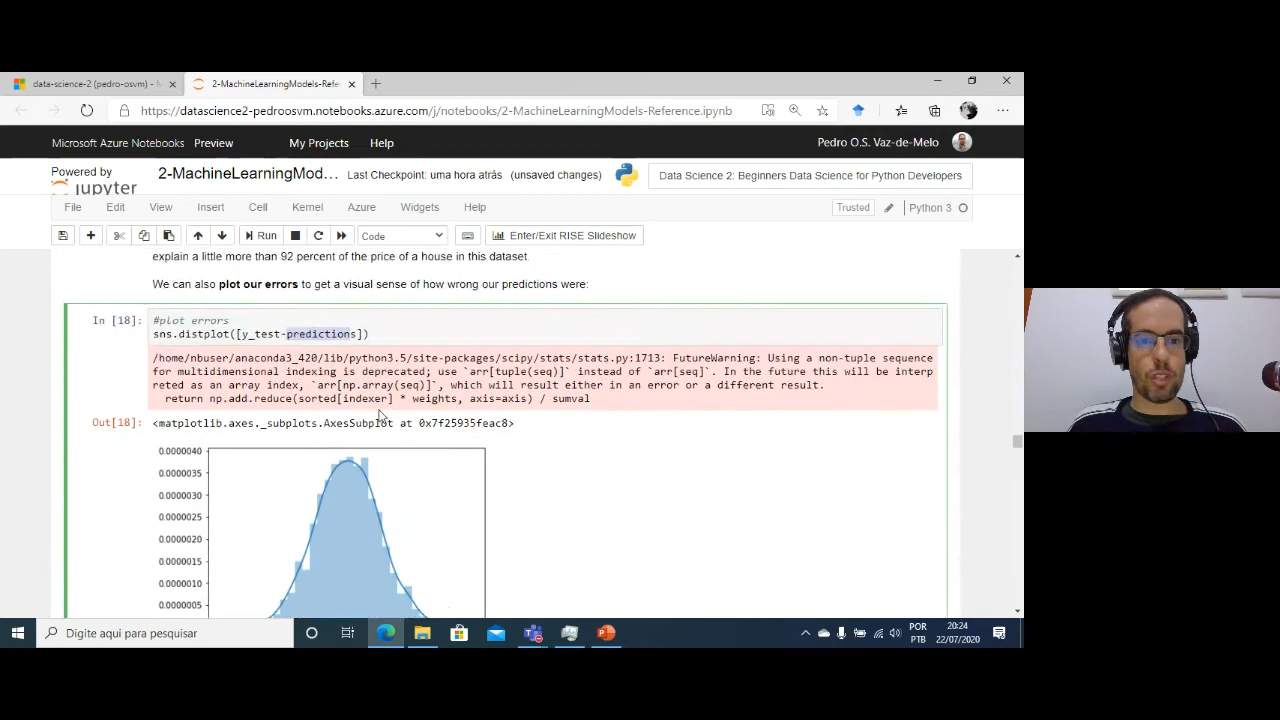 data-science-2 (pedro-osvm) - M
2-MachineLearningModels-Refe
https://datascience2-pedroosvm.notebooks.azure.com/j/notebooks/2-MachineLearningModels-Reference.ipynb
Microsoft Azure Notebooks Preview My Projects Help Pedro O.S. Vaz-de-Melo
Powered by
jupyter
2-MachineLearningMod... Last Checkpoint: uma hora atrás (unsaved changes) Data Science 2: Beginners Data Science for Python Developers
File Edit View Insert Cell Kernel Azure Widgets Help Trusted Python 3
Run Code Enter/Exit RISE Slideshow
explain a little more than 92 percent of the price of a house in this dataset.
We can also plot our errors to get a visual sense of how wrong our predictions were:
In [18]: #plot errors
sns.distplot([y_test-predictions])
/home/nbuser/anaconda3_420/lib/python3.5/site-packages/scipy/stats/stats.py:1713: FutureWarning: Using a non-tuple sequence
for multidimensional indexing is deprecated; use `arr[tuple(seq)]` instead of `arr[seq]`. In the future this will be interp
reted as an array index, `arr[np.array(seq)]`, which will result either in an error or a different result.
return np.add.reduce(sorted[indexer] * weights, axis=axis) / sumval
Out[18]: <matplotlib.axes._subplots.AxesSubplot at 0x7f25935feac8>
0.0000040
0.0000035
0.0000030
0.0000025
0.0000020
0.0000015
0.0000010
0.0000005
Digite aqui para pesquisar
POR
PTB
20:24
22/07/2020